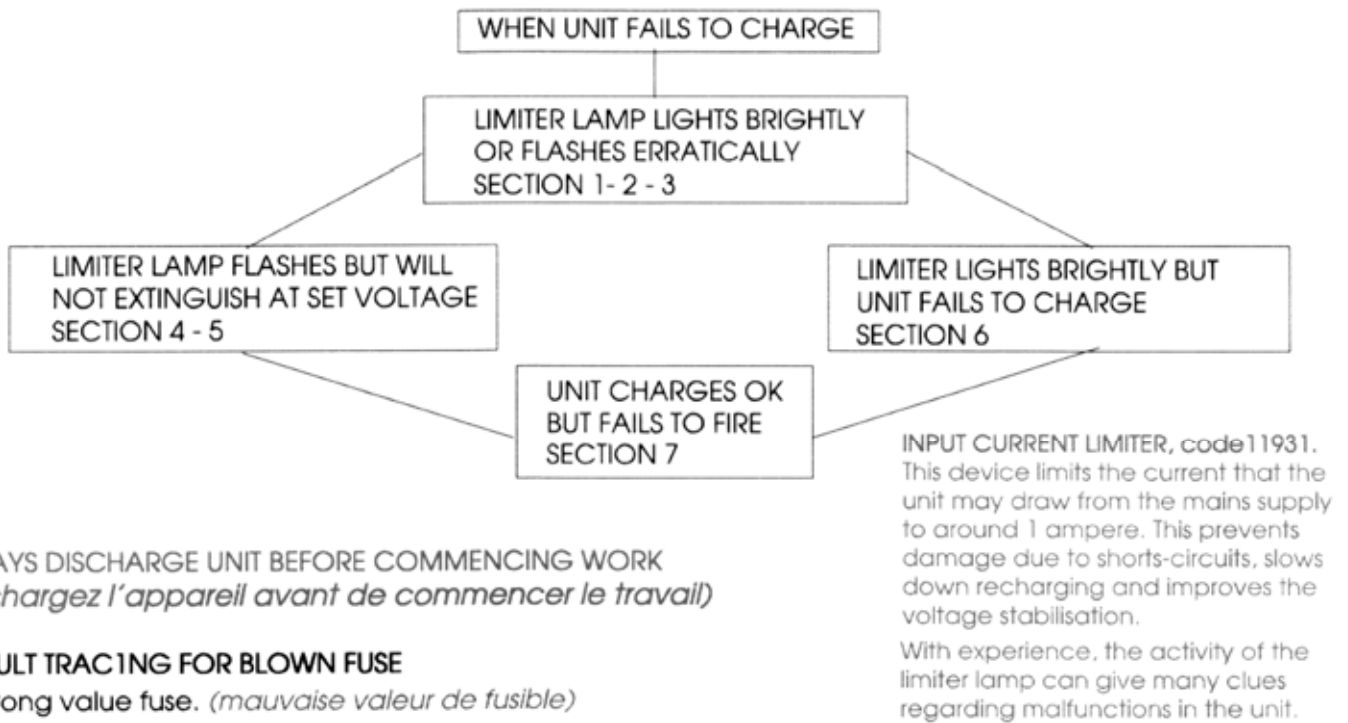 WHEN UNIT FAILS TO CHARGE
LIMITER LAMP LIGHTS BRIGHTLY
OR FLASHES ERRATICALLY
SECTION 1- 2 - 3
LIMITER LAMP FLASHES BUT WILL
NOT EXTINGUISH AT SET VOLTAGE
SECTION 4 - 5
LIMITER LIGHTS BRIGHTLY BUT
UNIT FAILS TO CHARGE
SECTION 6
UNIT CHARGES OK
BUT FAILS TO FIRE
SECTION 7
INPUT CURRENT LIMITER, code11931.
This device limits the current that the
unit may draw from the mains supply
to around 1 ampere. This prevents
damage due to shorts-circuits, slows
down recharging and improves the
voltage stabilisation.
With experience, the activity of the
limiter lamp can give many clues
regarding malfunctions in the unit.
AYS DISCHARGE UNIT BEFORE COMMENCING WORK
chargez l'appareil avant de commencer le travail)
ULT TRAC1NG FOR BLOWN FUSE
rong value fuse. (mauvaise valeur de fusible)